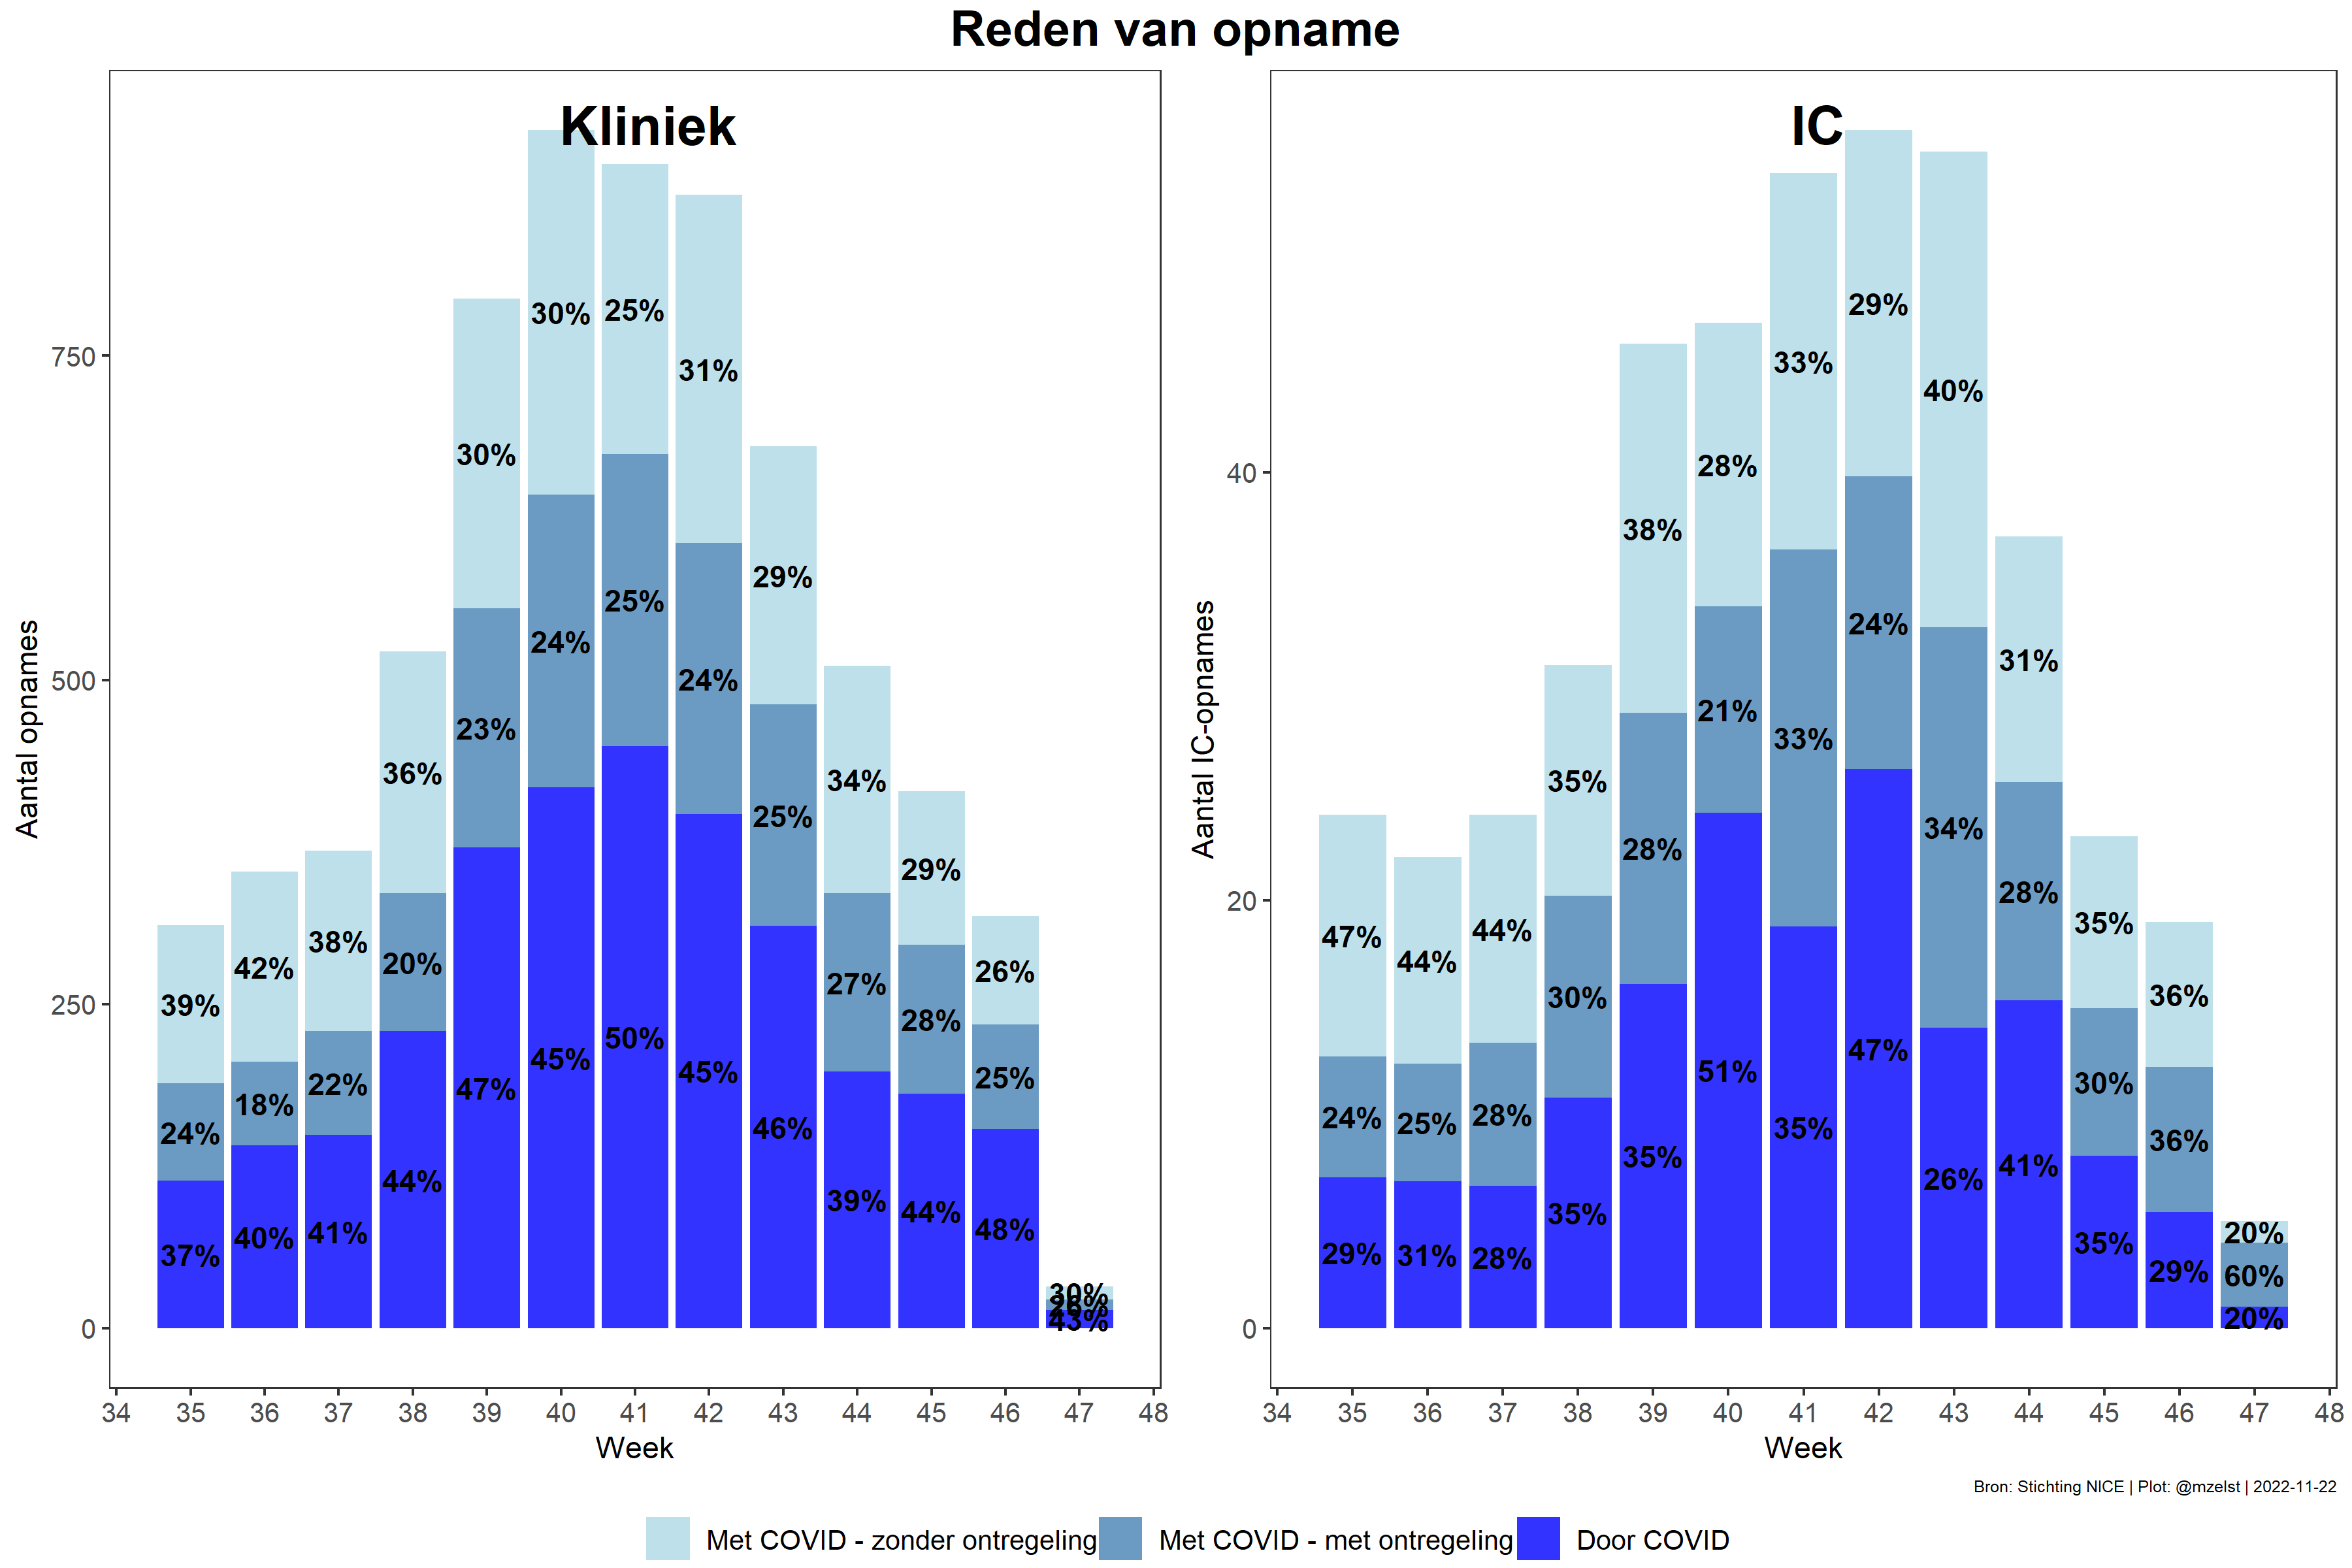 Reden van opname
Kliniek
Aantal opnames
750
500
250
0
39% 42% 38% 36% 30% 30% 25% 31% 29% 34% 29% 26% 30%
24% 18% 22% 20% 23% 24% 25% 24% 25% 27% 28% 25% 26%
37% 40% 41% 44% 47% 45% 50% 45% 46% 39% 44% 48% 43%
34 35 36 37 38 39 40 41 42 43 44 45 46 47 48
Week
IC
Aantal IC-opnames
40
20
0
47% 44% 44% 35% 38% 28% 33% 29% 40% 31% 35% 36% 20%
24% 25% 28% 30% 28% 21% 33% 24% 34% 28% 30% 36% 60%
29% 31% 28% 35% 35% 51% 35% 47% 26% 41% 35% 29% 20%
34 35 36 37 38 39 40 41 42 43 44 45 46 47 48
Week
Bron: Stichting NICE | Plot: @mzelst | 2022-11-22
Met COVID - zonder ontregeling Met COVID - met ontregeling Door COVID